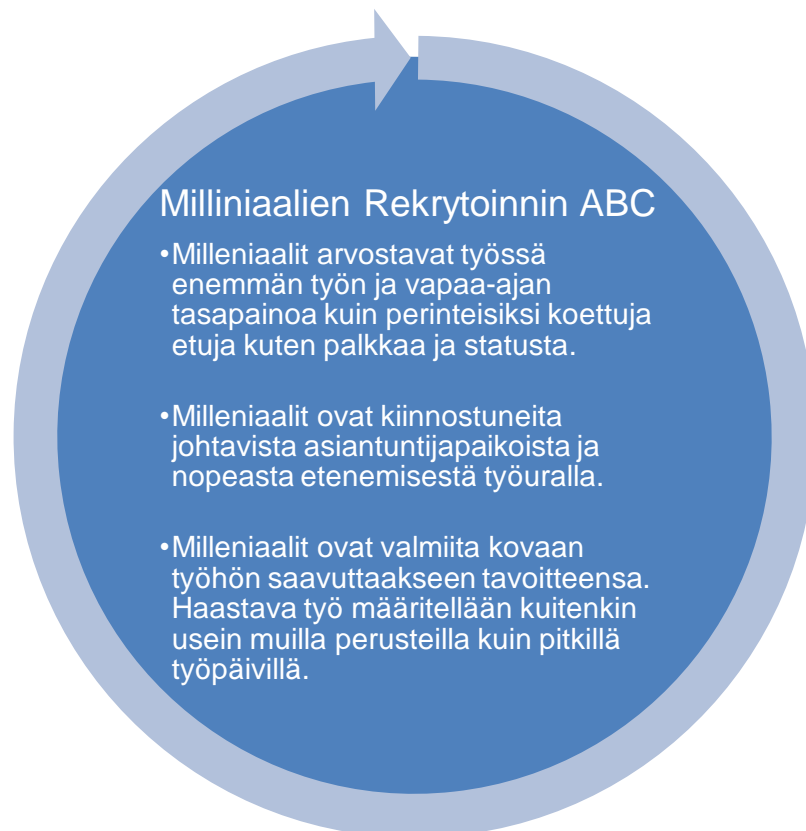 Milliniaalien Rekrytoinnin ABC
•Milleniaalit arvostavat työssä
enemmän työn ja vapaa-ajan
tasapainoa kuin perinteisiksi koettuja
etuja kuten palkkaa ja statusta.
•Milleniaalit ovat kiinnostuneita
johtavista asiantuntijapaikoista ja
nopeasta etenemisestä työuralla.
•Milleniaalit ovat valmiita kovaan
työhön saavuttaakseen tavoitteensa.
Haastava työ määritellään kuitenkin
usein muilla perusteilla kuin pitkillä
työpäivillä.